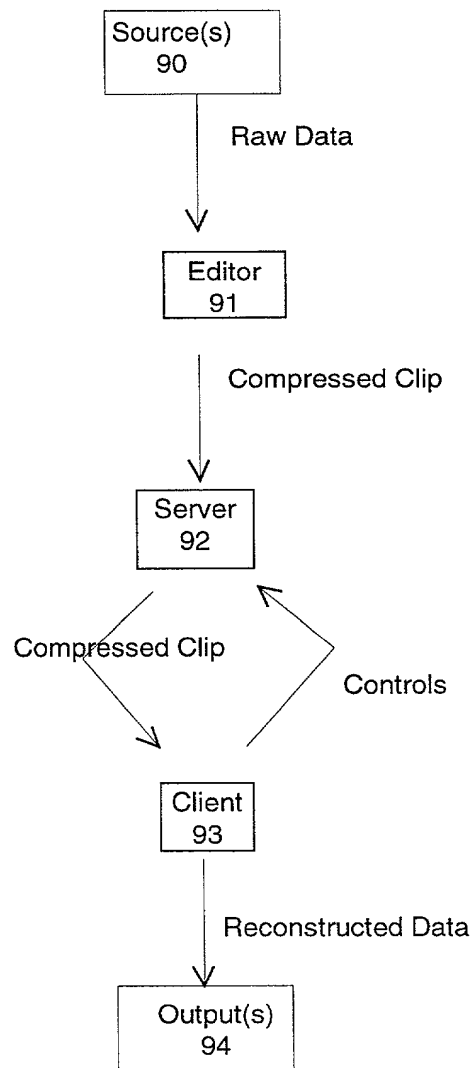 Source(s)
90
Raw Data
Editor
91
Compressed Clip
Server
92
Compressed Clip
Controls
Client
93
Reconstructed Data
Output(s)
94